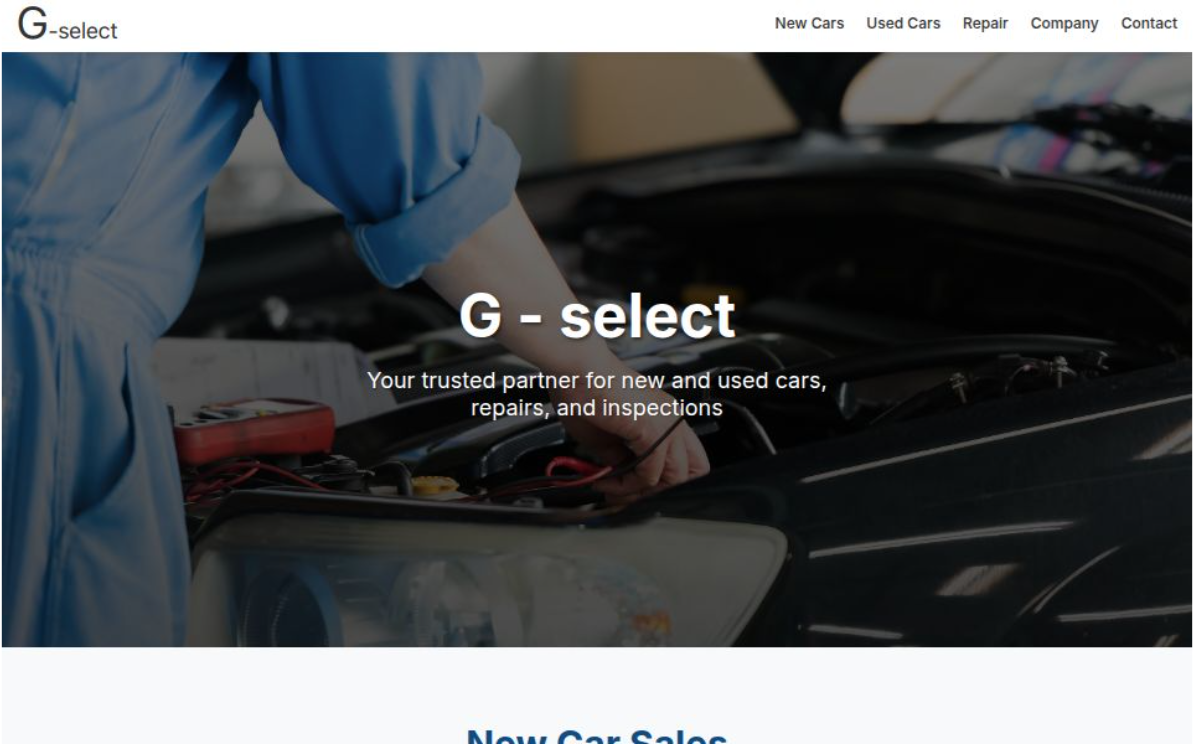 G-select
New Cars Used Cars Repair Company Contact
G - select
Your trusted partner for new and used cars,
repairs, and inspections
New Car Sales